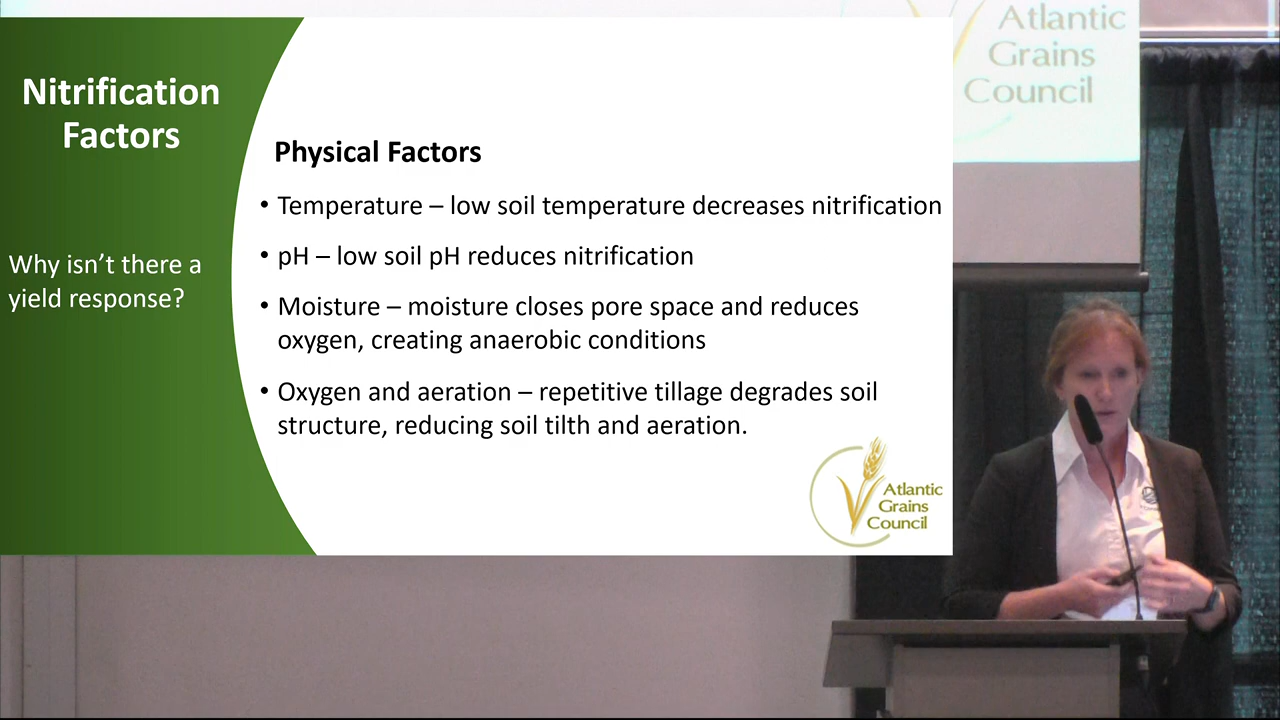 Nitrification
Factors
Why isn't there a
yield response?
Physical Factors
• Temperature – low soil temperature decreases nitrification
• pH – low soil pH reduces nitrification
• Moisture – moisture closes pore space and reduces
oxygen, creating anaerobic conditions
• Oxygen and aeration – repetitive tillage degrades soil
structure, reducing soil tilth and aeration.
Atlantic
Grains
Council
Atlantic
Grains
Council